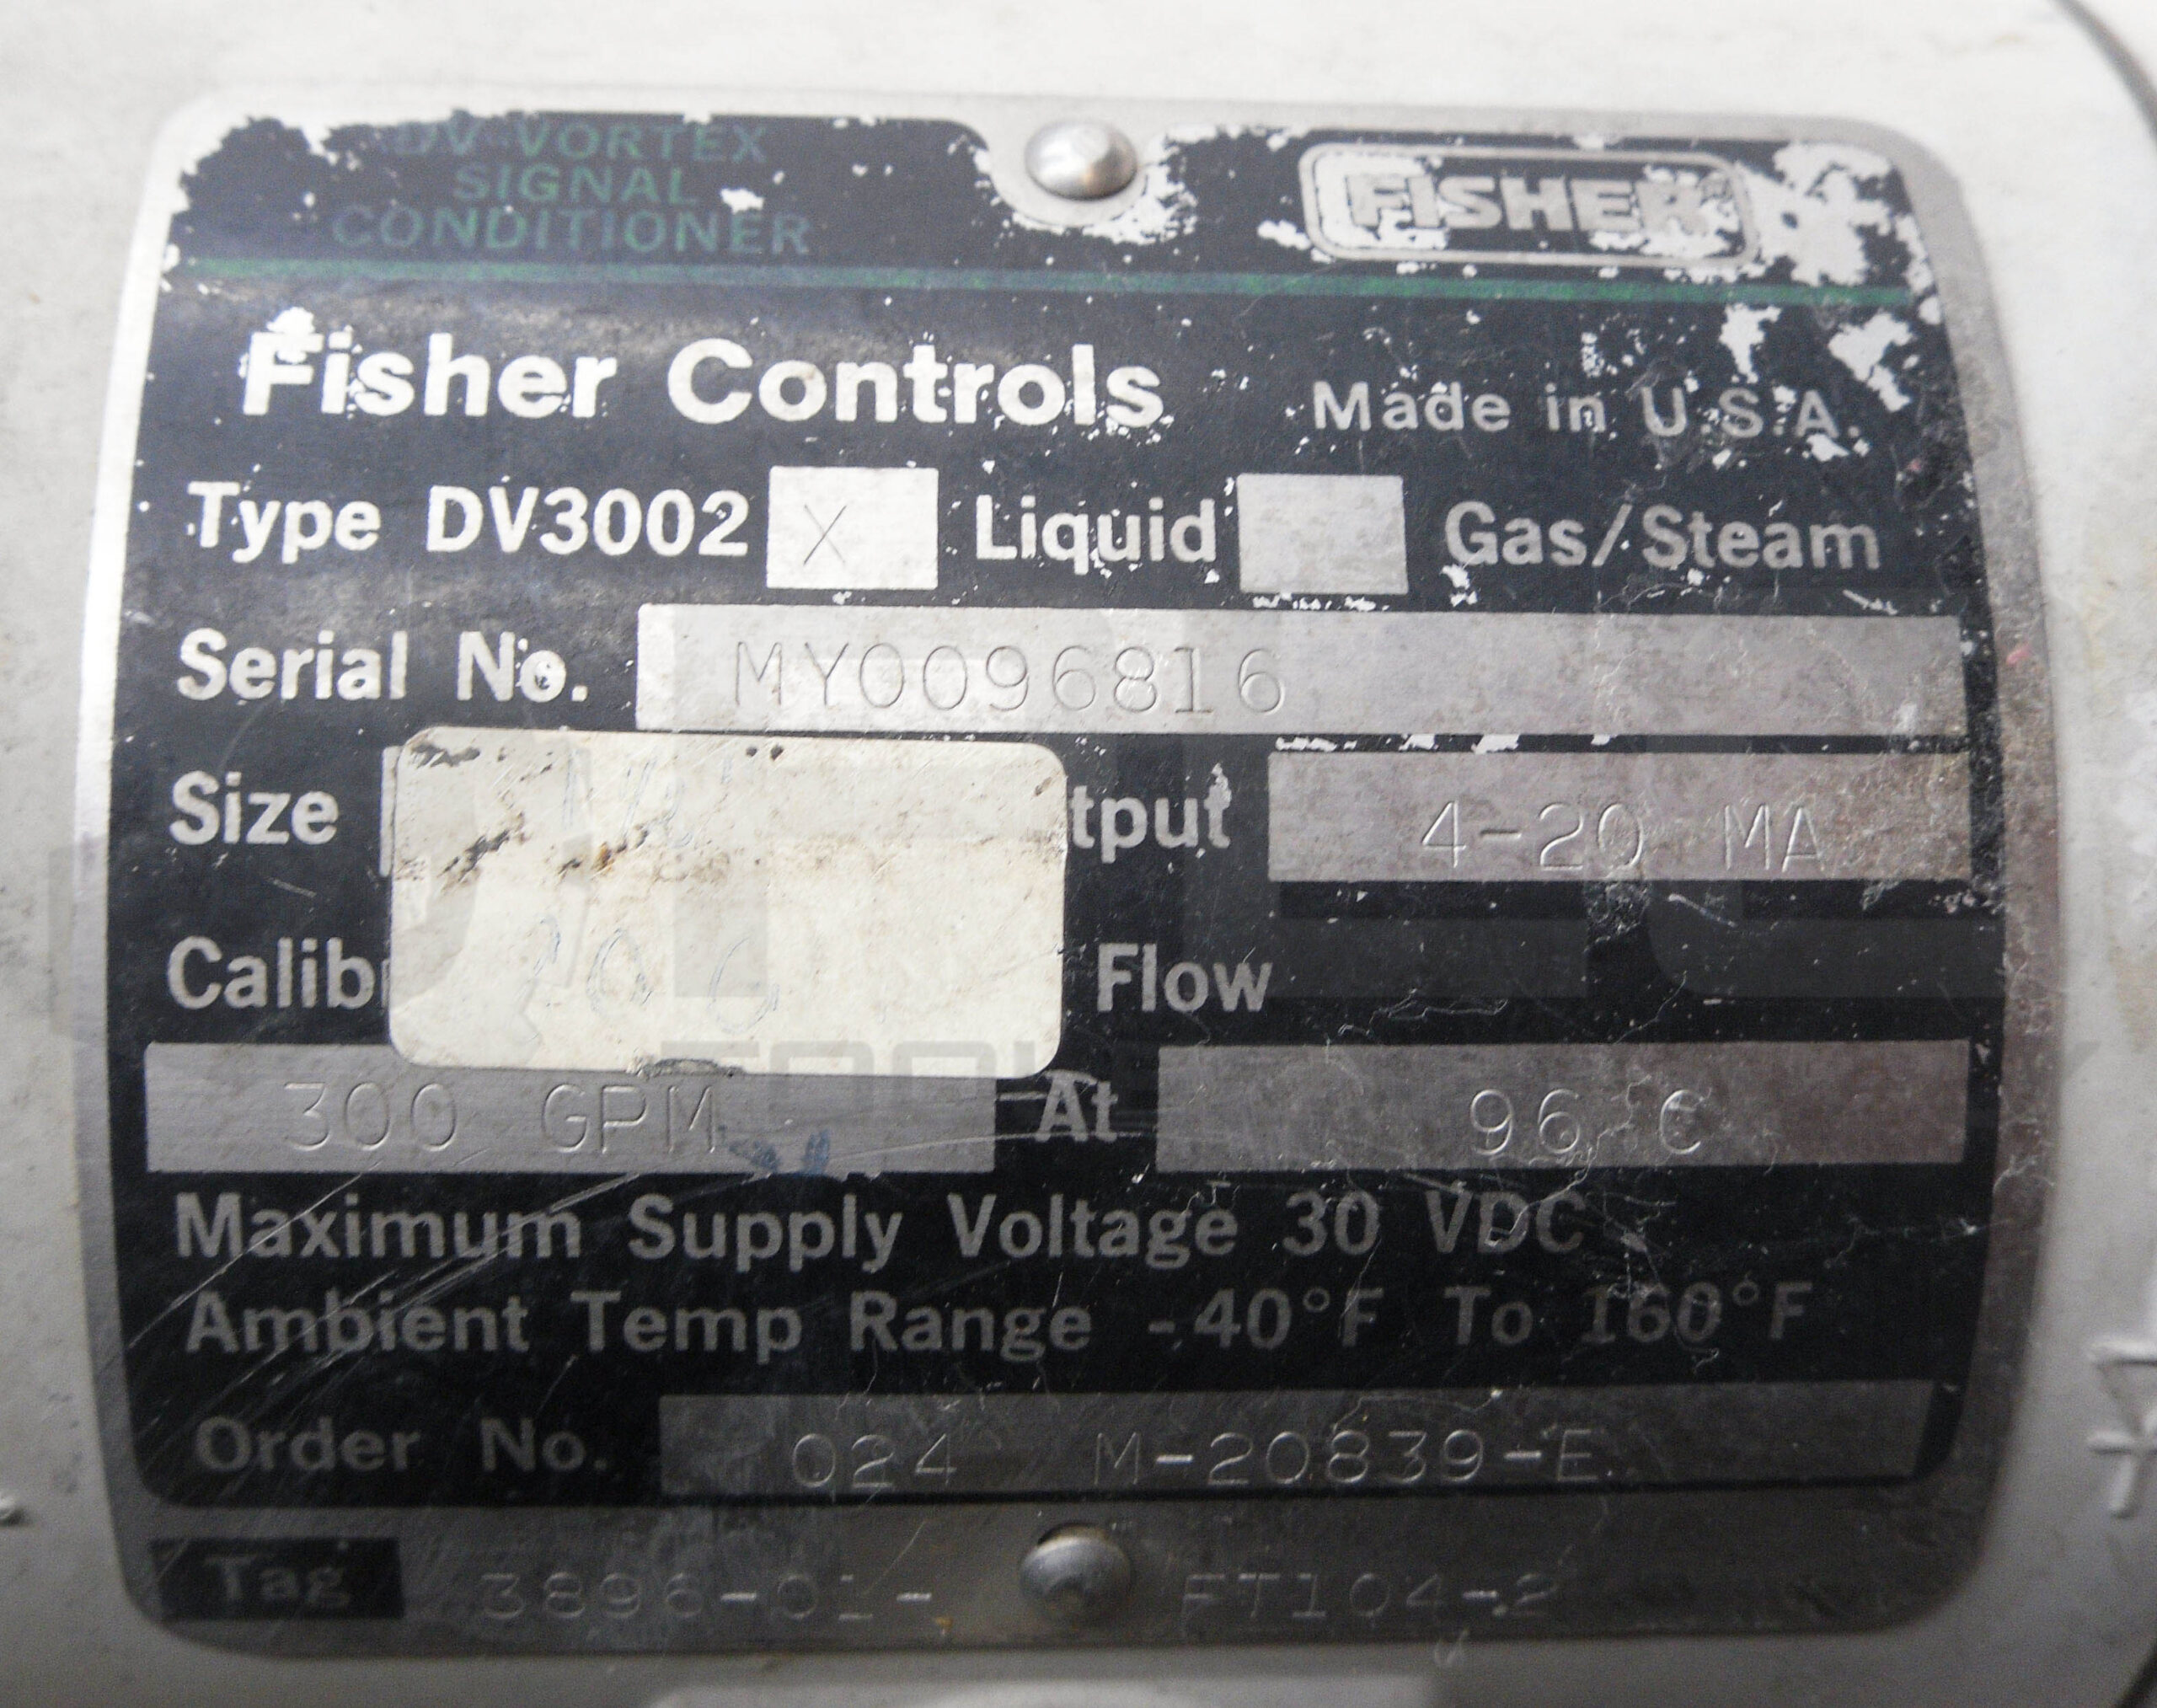 DV VORTEX
SIGNAL
CONDITIONER
FISHER
Fisher Controls Made in U.S.A.
Type DV3002 X Liquid Gas/Steam
Serial No. MY0096816
Size tput 4-20 MA
Calib Flow
300 GPM At 96 C
Maximum Supply Voltage 30 VDC
Ambient Temp Range -40°F To 160°F
Order No. 024 M-20839-E
Tag 3896-01- FT104-2